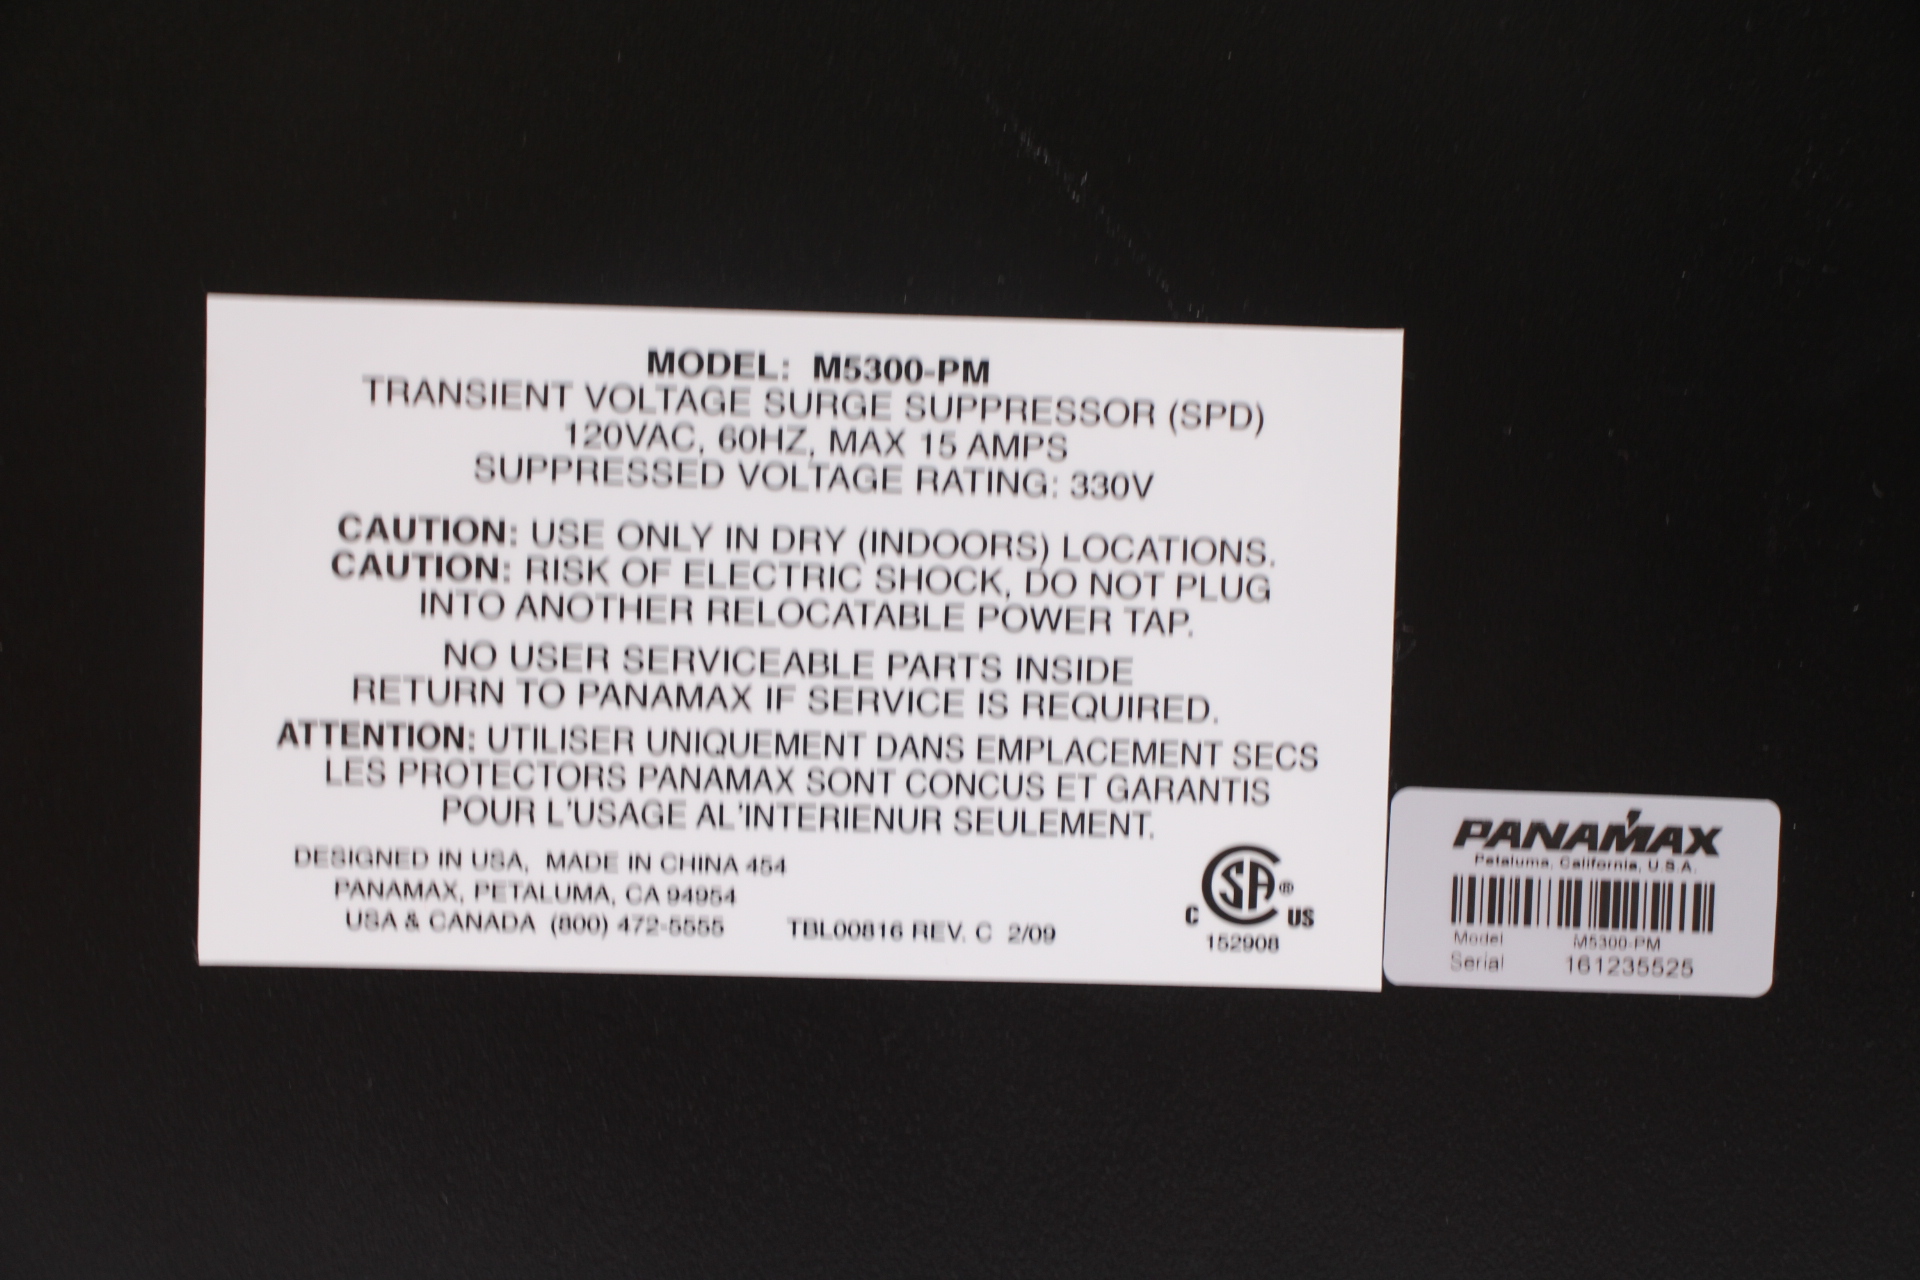 MODEL: M5300-PM
TRANSIENT VOLTAGE SURGE SUPPRESSOR (SPD)
120VAC, 60HZ, MAX 15 AMPS
SUPPRESSED VOLTAGE RATING: 330V
CAUTION: USE ONLY IN DRY (INDOORS) LOCATIONS.
CAUTION: RISK OF ELECTRIC SHOCK, DO NOT PLUG
INTO ANOTHER RELOCATABLE POWER TAP.
NO USER SERVICEABLE PARTS INSIDE
RETURN TO PANAMAX IF SERVICE IS REQUIRED.
ATTENTION: UTILISER UNIQUEMENT DANS EMPLACEMENT SECS
LES PROTECTORS PANAMAX SONT CONCUS ET GARANTIS
POUR L'USAGE AL'INTERIENUR SEULEMENT.
DESIGNED IN USA, MADE IN CHINA 454
PANAMAX, PETALUMA, CA 94954
USA & CANADA (800) 472-5555
TBL00816 REV. C 2/09
C SA ® US
152908
PANAMAX
Petaluma, California, U.S.A.
Model M5300-PM
Serial 161235525